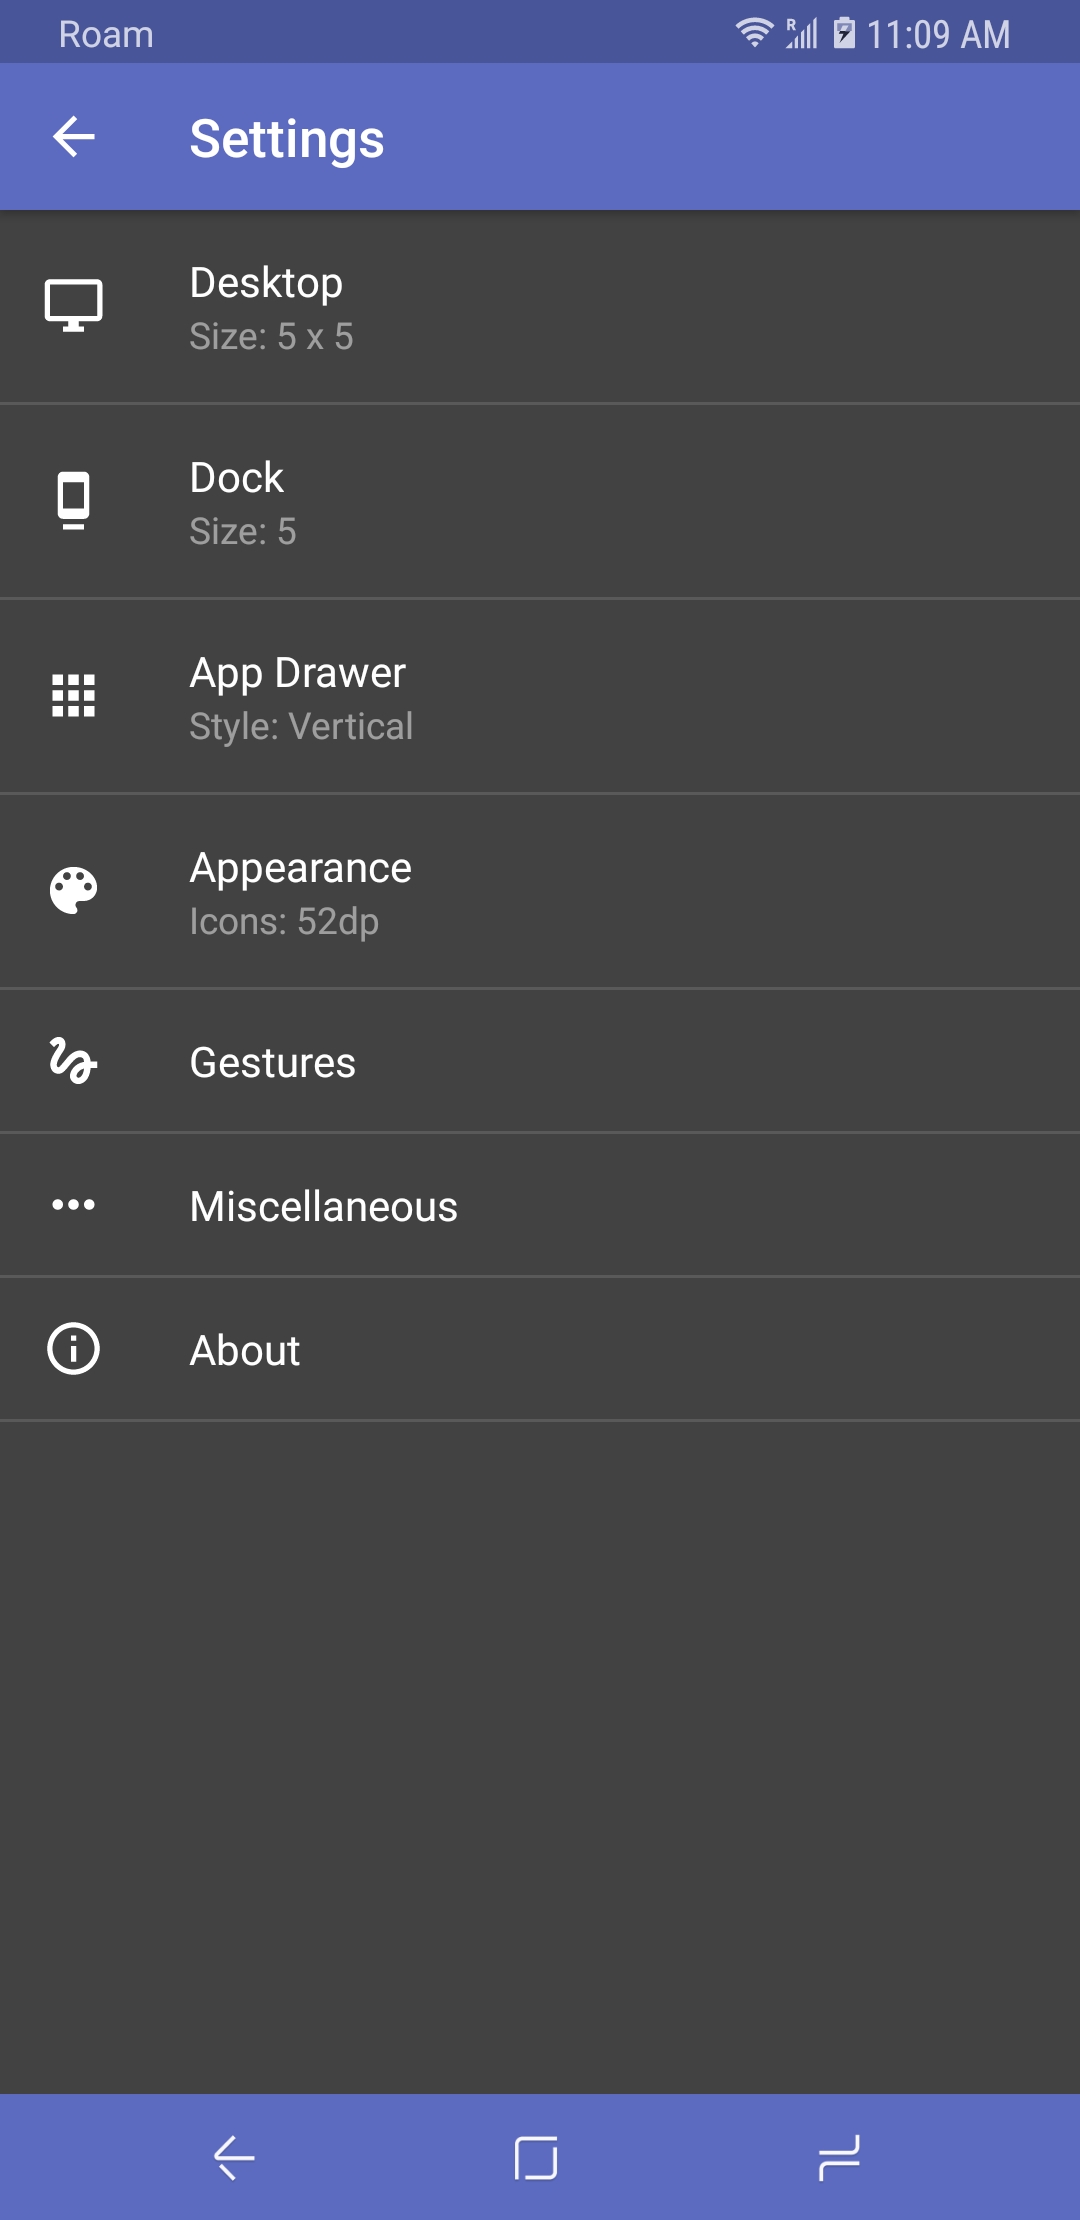 Roam
R
11:09 AM
Settings
Desktop
Size: 5 x 5
Dock
Size: 5
App Drawer
Style: Vertical
Appearance
Icons: 52dp
Gestures
Miscellaneous
About